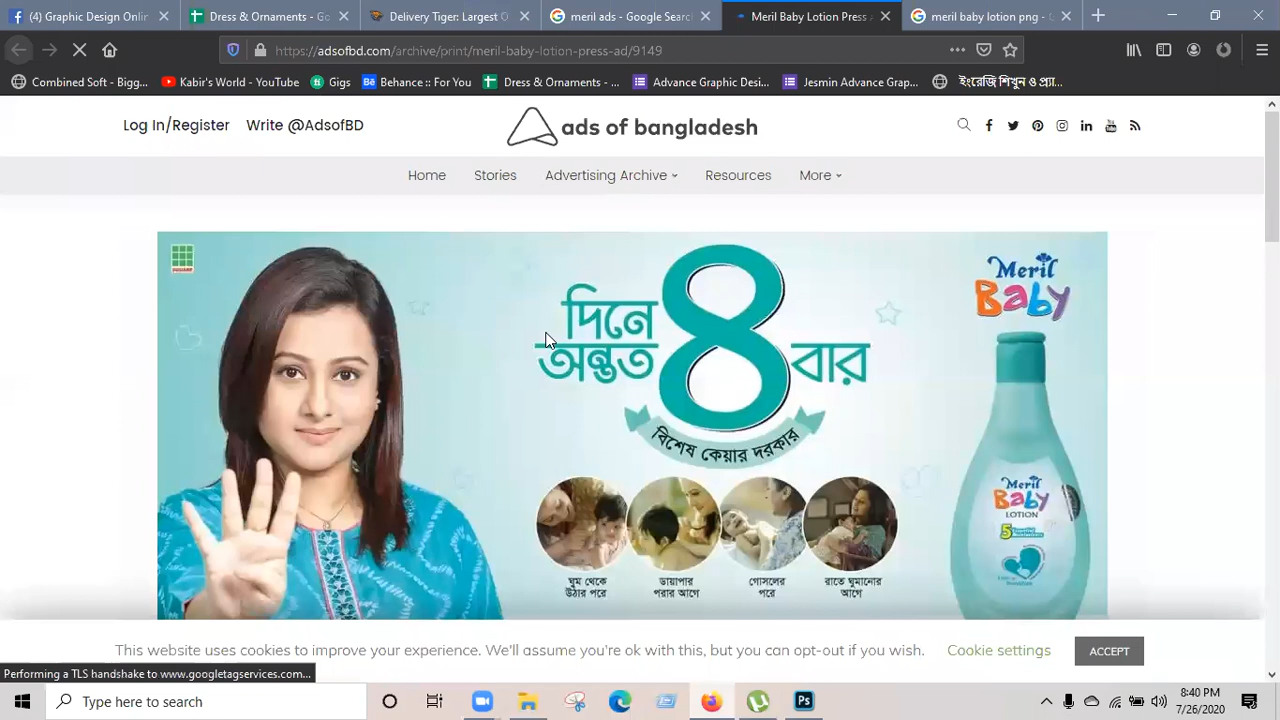 (4) Graphic Design Onli
Dress & Ornaments - Go
Delivery Tiger: Largest O
meril ads - Google Searc
Meril Baby Lotion Press A
meril baby lotion png - G
https://adsofbd.com/archive/print/meril-baby-lotion-press-ad/9149
Combined Soft - Bigg...
Kabir's World - YouTube
Gigs
Behance :: For You
Dress & Ornaments - ...
Advance Graphic Desi...
Jesmin Advance Grap...
ইংরেজি শিখুন ও প্র্যা...
Log In/Register
Write @AdsofBD
ads of bangladesh
Home
Stories
Advertising Archive
Resources
More
SQUARE
দিনে
অন্তত
8
বার
বিশেষ কেয়ার দরকার
ঘুম থেকে
উঠার পরে
ডায়াপার
পরার আগে
গোসলের
পরে
রাতে ঘুমানোর
আগে
Meril
Baby
Meril
Baby
LOTION
5
This website uses cookies to improve your experience. We'll assume you're ok with this, but you can opt-out if you wish.
Cookie settings
ACCEPT
Performing a TLS handshake to www.googletagservices.com...
Type here to search
Ps
8:40 PM
7/26/2020